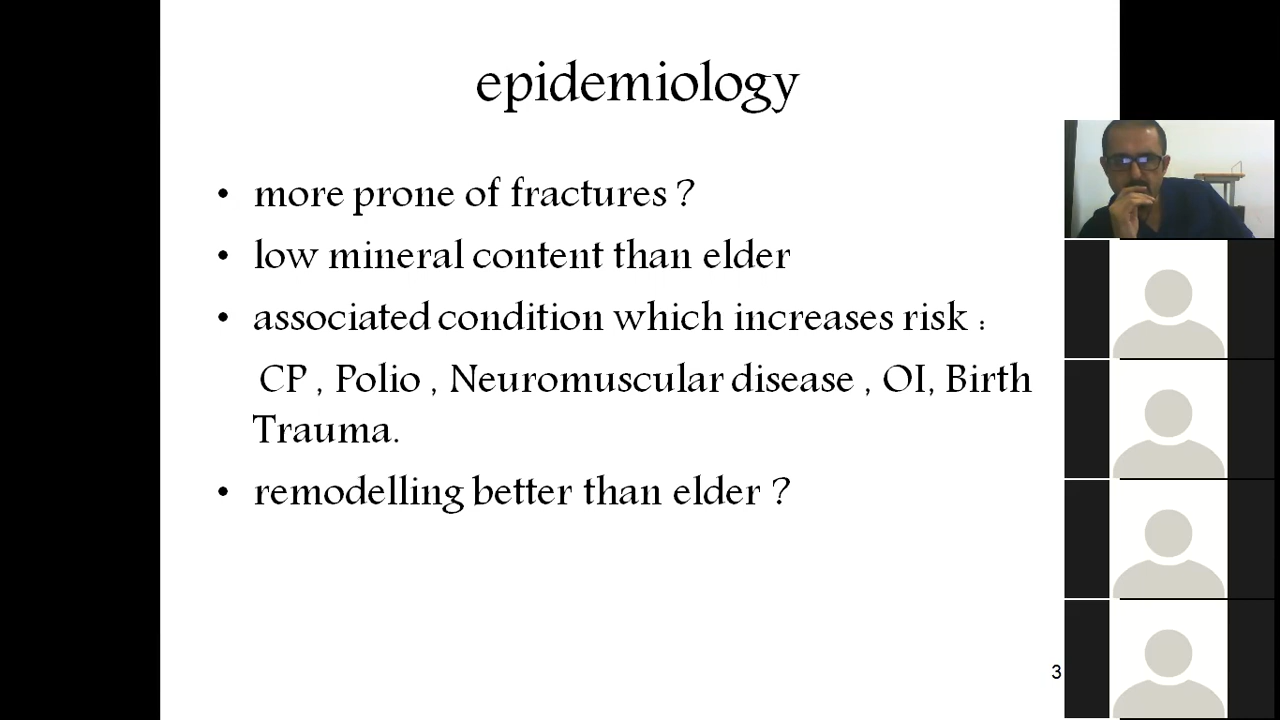 epidemiology
• more prone of fractures ?
• low mineral content than elder
• associated condition which increases risk :
CP , Polio , Neuromuscular disease , OI, Birth
Trauma.
• remodelling better than elder ?
3